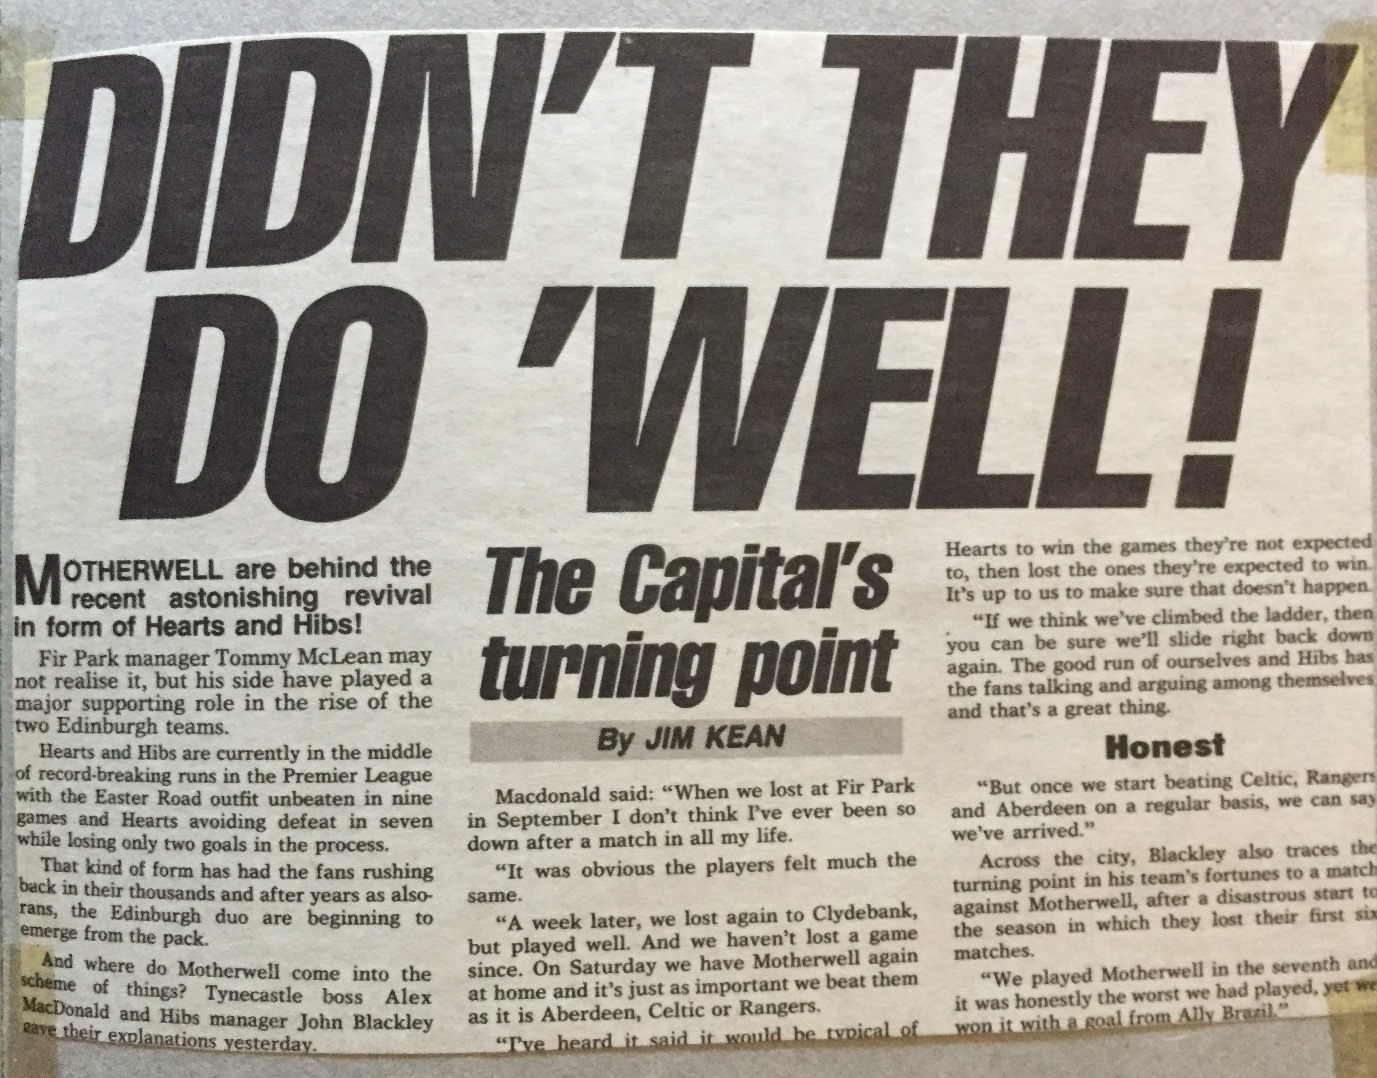 DIDN'T THEY
DO 'WELL!
MOTHERWELL are behind the
recent astonishing revival
in form of Hearts and Hibs!
Fir Park manager Tommy McLean may
not realise it, but his side have played a
major supporting role in the rise of the
two Edinburgh teams.
Hearts and Hibs are currently in the middle
of record-breaking runs in the Premier League
with the Easter Road outfit unbeaten in nine
games and Hearts avoiding defeat in seven
while losing only two goals in the process.
That kind of form has had the fans rushing
back in their thousands and after years as also-
rans, the Edinburgh duo are beginning to
emerge from the pack.
And where do Motherwell come into the
scheme of things? Tynecastle boss Alex
MacDonald and Hibs manager John Blackley
gave their explanations yesterday.
The Capital's
turning point
By JIM KEAN
Macdonald said: “When we lost at Fir Park
in September I don't think I've ever been so
down after a match in all my life.
“It was obvious the players felt much the
same.
“A week later, we lost again to Clydebank,
but played well. And we haven't lost a game
since. On Saturday we have Motherwell again
at home and it's just as important we beat them
as it is Aberdeen, Celtic or Rangers.
“I've heard it said it would be typical of
Hearts to win the games they're not expected
to, then lost the ones they're expected to win.
It's up to us to make sure that doesn't happen.
“If we think we've climbed the ladder, then
you can be sure we'll slide right back down
again. The good run of ourselves and Hibs has
the fans talking and arguing among themselves
and that's a great thing.
Honest
“But once we start beating Celtic, Rangers
and Aberdeen on a regular basis, we can say
we've arrived.”
Across the city, Blackley also traces the
turning point in his team's fortunes to a match
against Motherwell, after a disastrous start to
the season in which they lost their first six
matches.
“We played Motherwell in the seventh and
it was honestly the worst we had played, yet we
won it with a goal from Ally Brazil.”